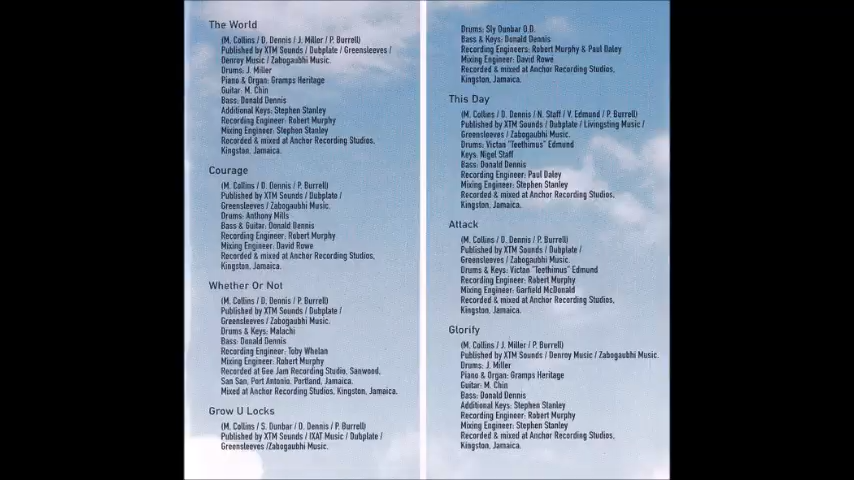 The World
(M. Collins / D. Dennis / J. Miller / P. Burrell)
Published by XTM Sounds / Dubplate / Greensleeves /
Denroy Music / Zabogaubhi Music.
Drums: J. Miller
Piano & Organ: Gramps Heritage
Guitar: M. Chin
Bass: Donald Dennis
Additional Keys: Stephen Stanley
Recording Engineer: Robert Murphy
Mixing Engineer: Stephen Stanley
Recorded & mixed at Anchor Recording Studios,
Kingston, Jamaica.
Courage
(M. Collins / D. Dennis / P. Burrell)
Published by XTM Sounds / Dubplate /
Greensleeves / Zabogaubhi Music.
Drums: Anthony Mills
Bass & Guitar: Donald Dennis
Recording Engineer: Robert Murphy
Mixing Engineer: David Rowe
Recorded & mixed at Anchor Recording Studios,
Kingston, Jamaica.
Whether Or Not
(M. Collins / D. Dennis / P. Burrell)
Published by XTM Sounds / Dubplate /
Greensleeves / Zabogaubhi Music.
Drums & Keys: Malachi
Bass: Donald Dennis
Recording Engineer: Toby Whelan
Mixing Engineer: Robert Murphy
Recorded at Gee Jam Recording Studio, Sanwood,
San San, Port Antonio, Portland, Jamaica.
Mixed at Anchor Recording Studios, Kingston, Jamaica.
Grow U Locks
(M. Collins / S. Dunbar / D. Dennis / P. Burrell)
Published by XTM Sounds / IXAT Music / Dubplate /
Greensleeves /Zabogaubhi Music.
Drums: Sly Dunbar O.D.
Bass & Keys: Donald Dennis
Recording Engineers: Robert Murphy & Paul Daley
Mixing Engineer: David Rowe
Recorded & mixed at Anchor Recording Studios,
Kingston, Jamaica.
This Day
(M. Collins / D. Dennis / N. Staff / V. Edmund / P. Burrell)
Published by XTM Sounds / Dubplate / Livingsting Music /
Greensleeves / Zabogaubhi Music.
Drums: Victan "Teethimus" Edmund
Keys: Nigel Staff
Bass: Donald Dennis
Recording Engineer: Paul Daley
Mixing Engineer: Stephen Stanley
Recorded & mixed at Anchor Recording Studios,
Kingston, Jamaica.
Attack
(M. Collins / D. Dennis / P. Burrell)
Published by XTM Sounds / Dubplate /
Greensleeves / Zabogaubhi Music.
Drums & Keys: Victan "Teethimus" Edmund
Recording Engineer: Robert Murphy
Mixing Engineer: Garfield McDonald
Recorded & mixed at Anchor Recording Studios,
Kingston, Jamaica.
Glorify
(M. Collins / J. Miller / P. Burrell)
Published by XTM Sounds / Denroy Music / Zabogaubhi Music.
Drums: J. Miller
Piano & Organ: Gramps Heritage
Guitar: M. Chin
Bass: Donald Dennis
Additional Keys: Stephen Stanley
Recording Engineer: Robert Murphy
Mixing Engineer: Stephen Stanley
Recorded & mixed at Anchor Recording Studios,
Kingston, Jamaica.